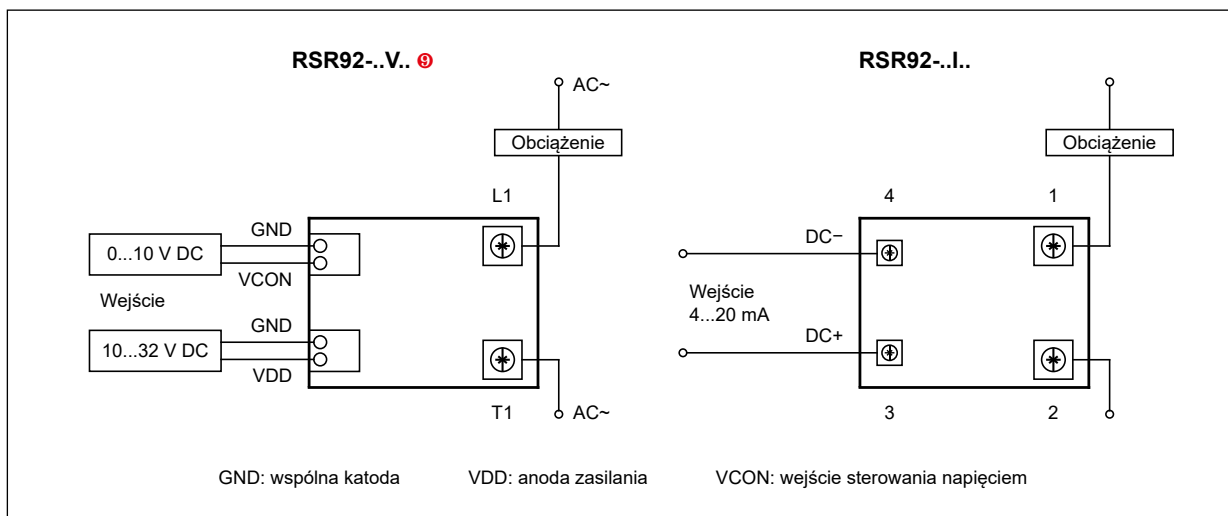 RSR92-..V.. ❾
AC~
Obciążenie
L1
GND
0...10 V DC
VCON
Wejście
GND
10...32 V DC
VDD
T1
AC~
RSR92-..I..
Obciążenie
4
1
DC−
Wejście
4...20 mA
DC+
3
2
GND: wspólna katoda
VDD: anoda zasilania
VCON: wejście sterowania napięciem